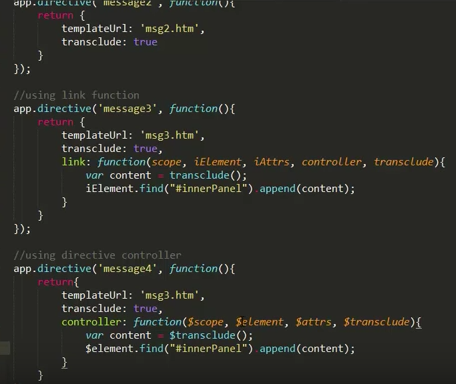 app.directive('message2', function(){
return {
templateUrl: 'msg2.htm',
transclude: true
}
});
//using link function
app.directive('message3', function(){
return {
templateUrl: 'msg3.htm',
transclude: true,
link: function(scope, iElement, iAttrs, controller, transclude){
var content = transclude();
iElement.find("#innerPanel").append(content);
}
}
});
//using directive controller
app.directive('message4', function(){
return{
templateUrl: 'msg3.htm',
transclude: true,
controller: function($scope, $element, $attrs, $transclude){
var content = $transclude();
$element.find("#innerPanel").append(content);
}
}